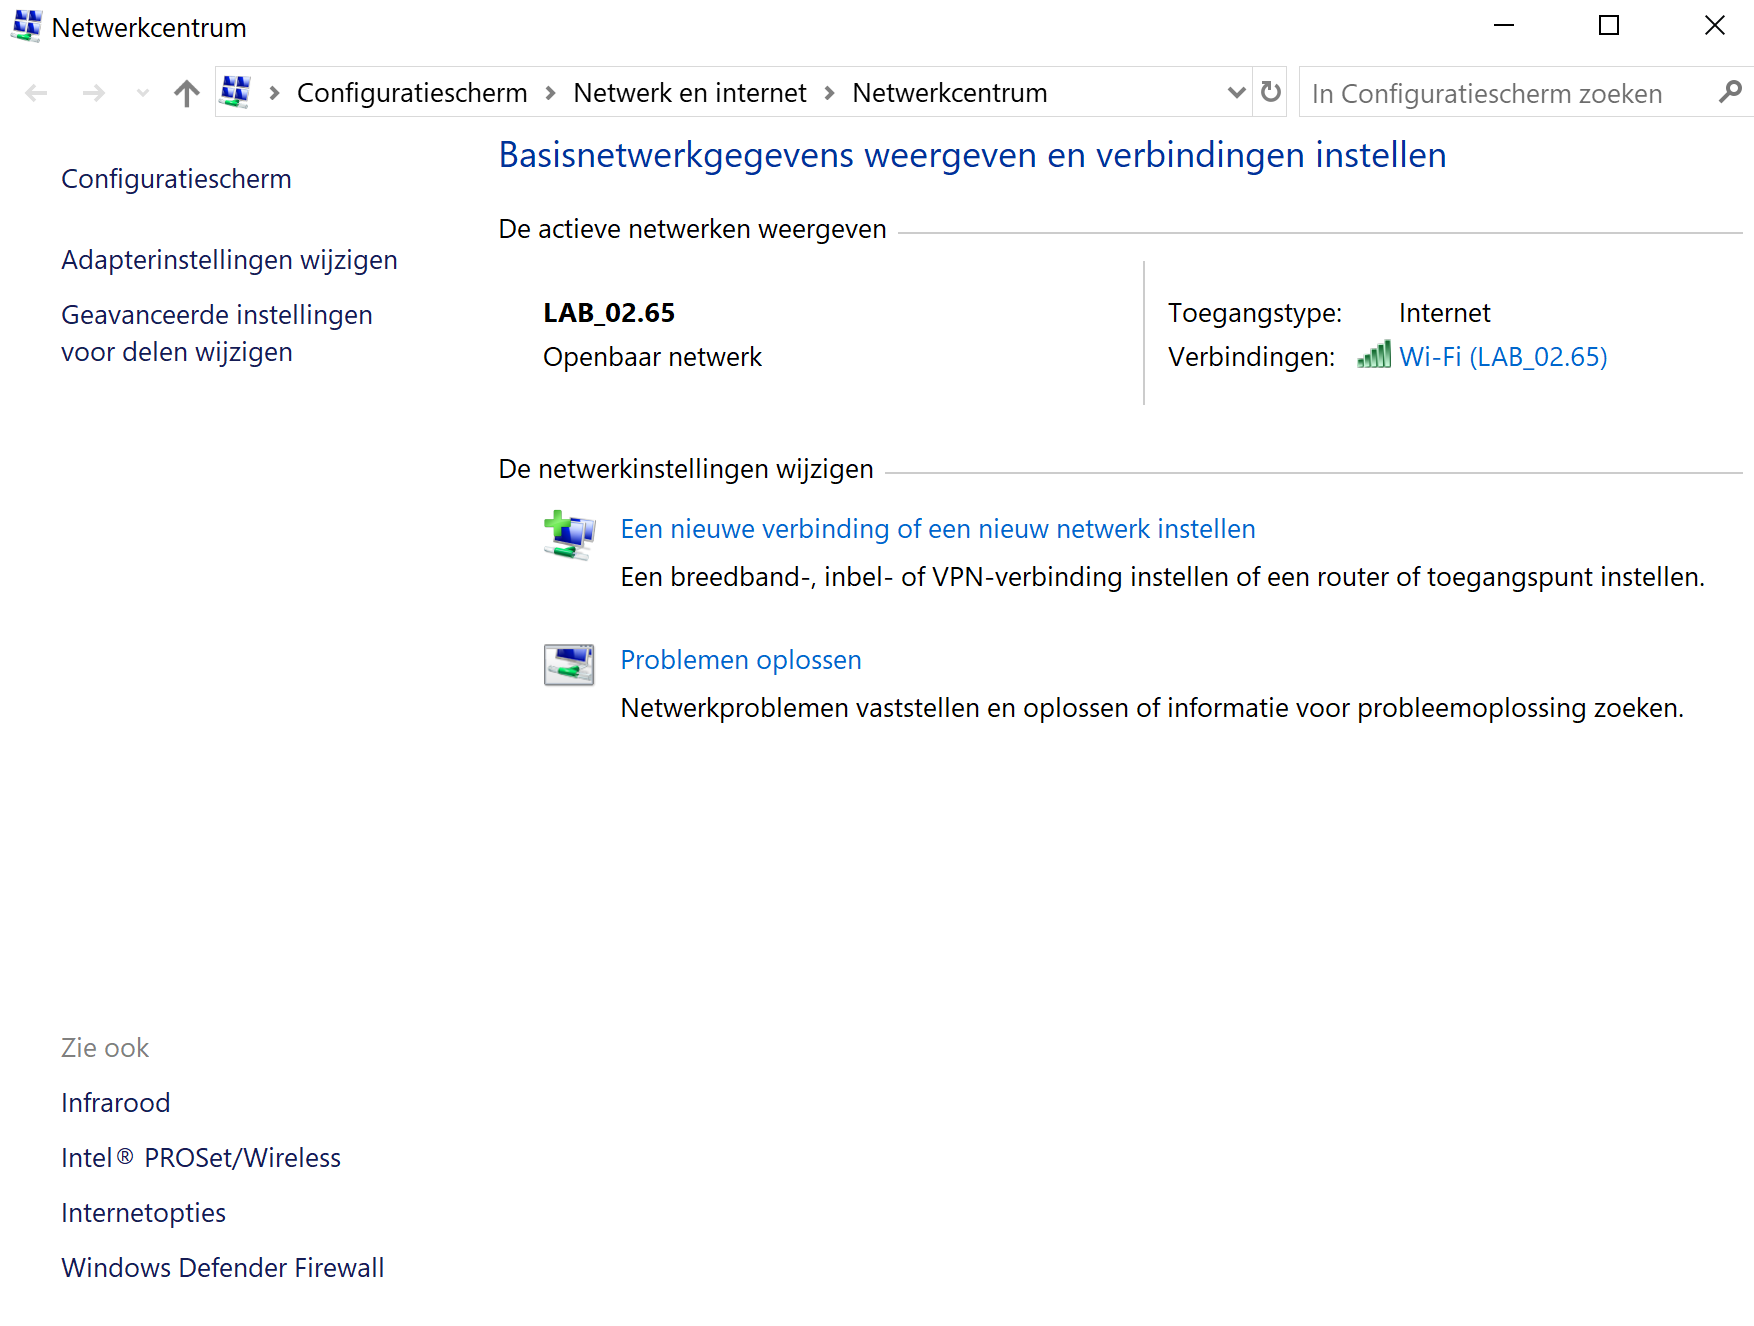 Netwerkcentrum
Configuratiescherm
Netwerk en internet
Netwerkcentrum
In Configuratiescherm zoeken
Configuratiescherm
Adapterinstellingen wijzigen
Geavanceerde instellingen
voor delen wijzigen
Basisnetwerkgegevens weergeven en verbindingen instellen
De actieve netwerken weergeven
LAB_02.65
Openbaar netwerk
Toegangstype: Internet
Verbindingen: Wi-Fi (LAB_02.65)
De netwerkinstellingen wijzigen
Een nieuwe verbinding of een nieuw netwerk instellen
Een breedband-, inbel- of VPN-verbinding instellen of een router of toegangspunt instellen.
Problemen oplossen
Netwerkproblemen vaststellen en oplossen of informatie voor probleemoplossing zoeken.
Zie ook
Infrarood
Intel® PROSet/Wireless
Internetopties
Windows Defender Firewall